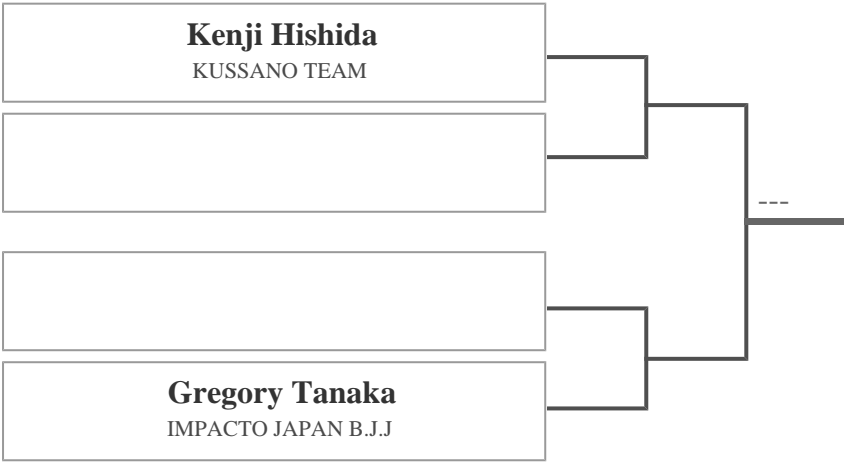 Kenji Hishida
KUSSANO TEAM
---
Gregory Tanaka
IMPACTO JAPAN B.J.J